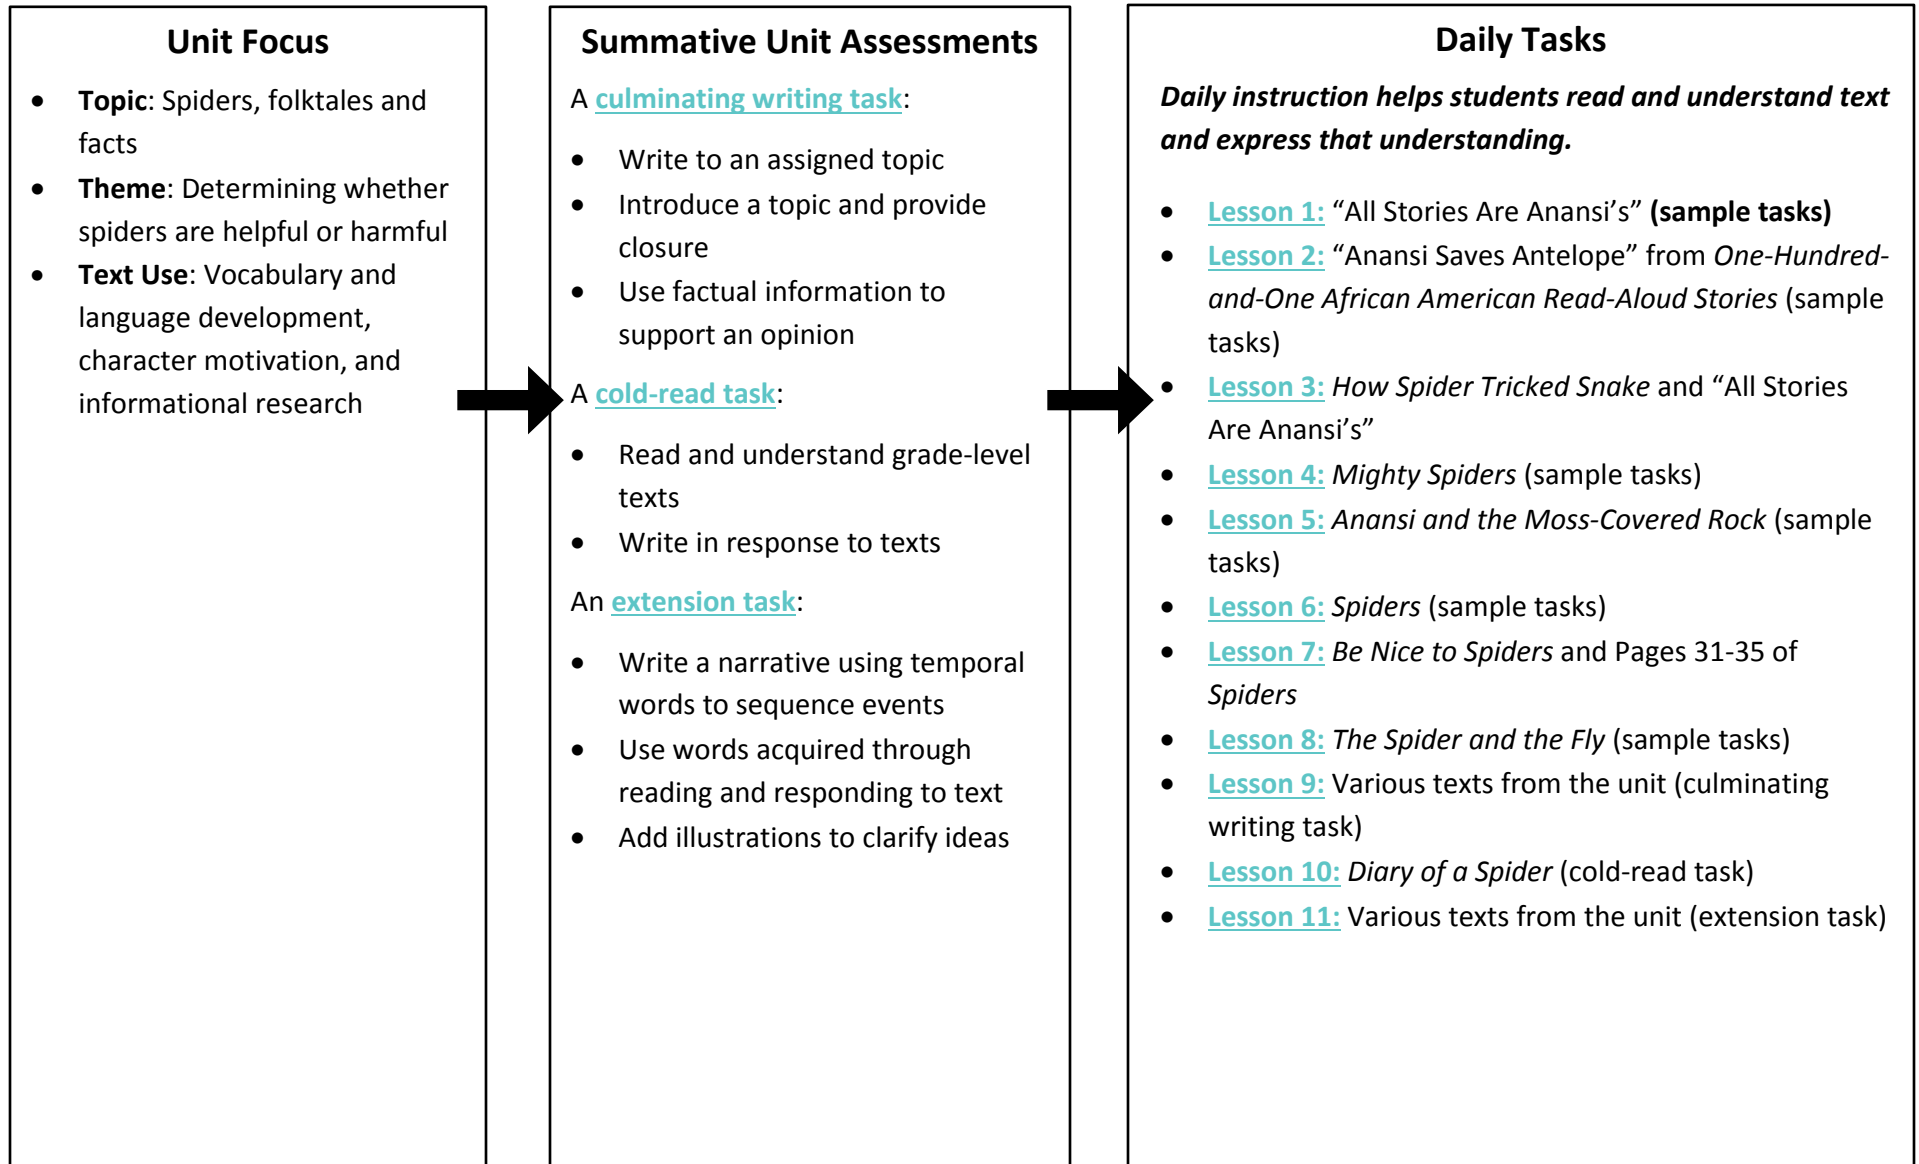 Unit Focus
• Topic: Spiders, folktales and
facts
• Theme: Determining whether
spiders are helpful or harmful
• Text Use: Vocabulary and
language development,
character motivation, and
informational research
Summative Unit Assessments
A culminating writing task:
• Write to an assigned topic
• Introduce a topic and provide
closure
• Use factual information to
support an opinion
A cold-read task:
• Read and understand grade-level
texts
• Write in response to texts
An extension task:
• Write a narrative using temporal
words to sequence events
• Use words acquired through
reading and responding to text
• Add illustrations to clarify ideas
Daily Tasks
Daily instruction helps students read and understand text
and express that understanding.
• Lesson 1: “All Stories Are Anansi’s” (sample tasks)
• Lesson 2: “Anansi Saves Antelope” from One-Hundred-
and-One African American Read-Aloud Stories (sample
tasks)
• Lesson 3: How Spider Tricked Snake and “All Stories
Are Anansi’s”
• Lesson 4: Mighty Spiders (sample tasks)
• Lesson 5: Anansi and the Moss-Covered Rock (sample
tasks)
• Lesson 6: Spiders (sample tasks)
• Lesson 7: Be Nice to Spiders and Pages 31-35 of
Spiders
• Lesson 8: The Spider and the Fly (sample tasks)
• Lesson 9: Various texts from the unit (culminating
writing task)
• Lesson 10: Diary of a Spider (cold-read task)
• Lesson 11: Various texts from the unit (extension task)